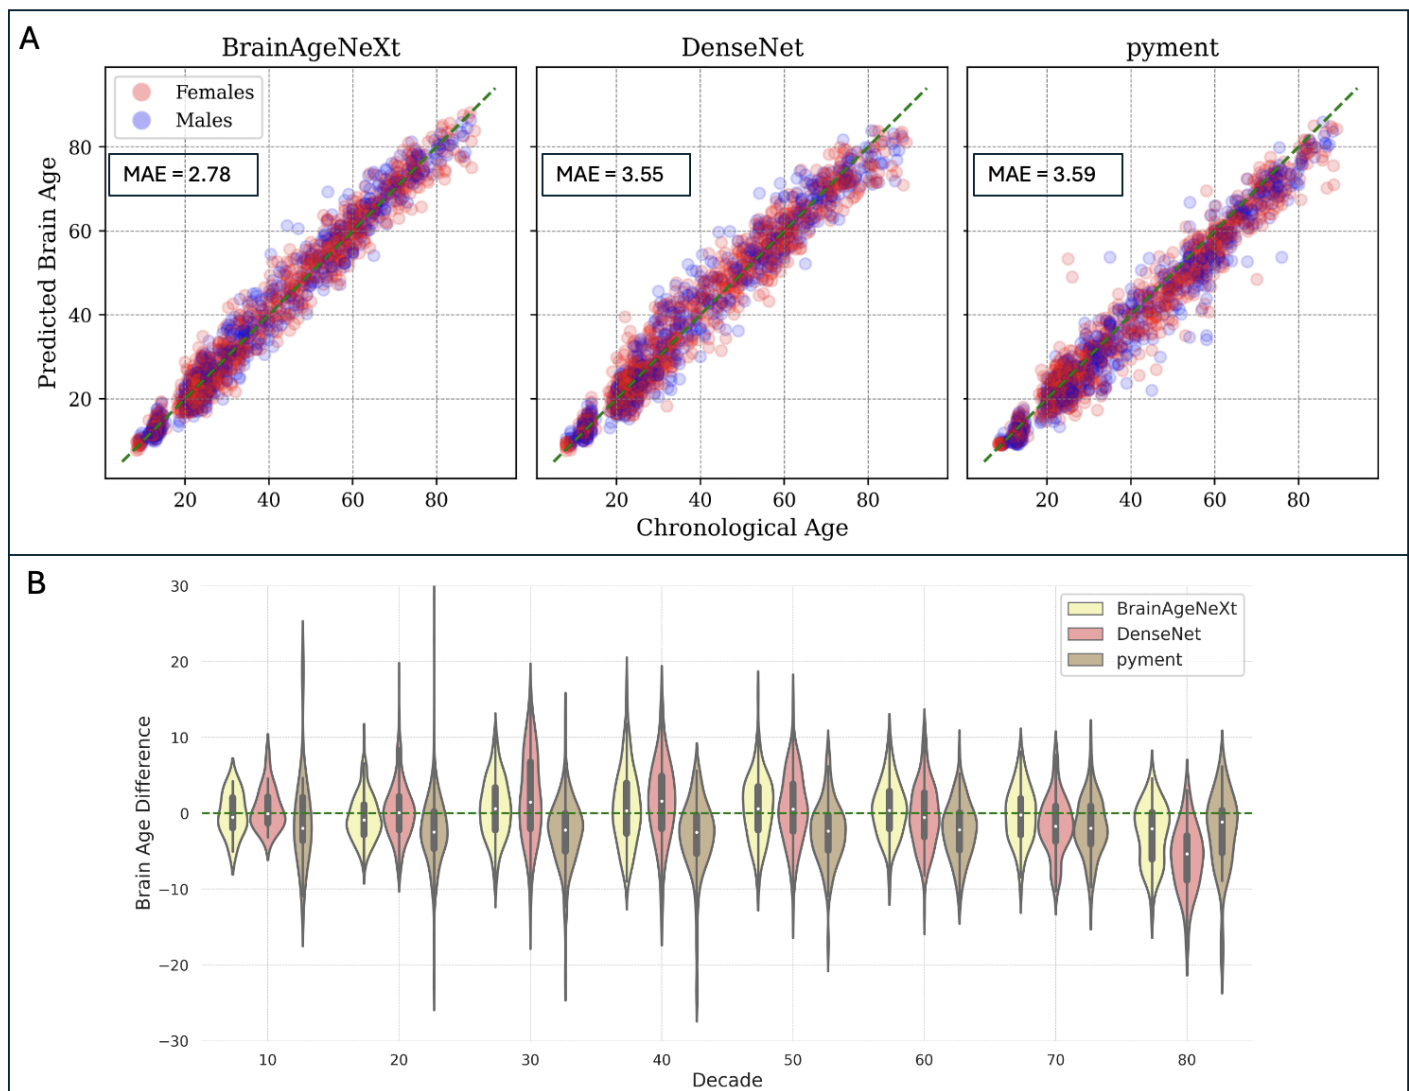 A
BrainAgeNeXt DenseNet pyment
Females
Males
MAE = 2.78 MAE = 3.55 MAE = 3.59
Predicted Brain Age
80
60
40
20
20 40 60 80 20 40 60 80 20 40 60 80
Chronological Age
B
BrainAgeNeXt
DenseNet
pyment
Brain Age Difference
30
20
10
0
−10
−20
−30
10 20 30 40 50 60 70 80
Decade